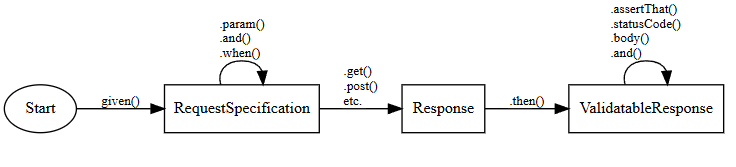 .param()
.and()
.when()
.assertThat()
.statusCode()
.body()
.and()
Start
given()
RequestSpecification
.get()
.post()
etc.
Response
.then()
ValidatableResponse